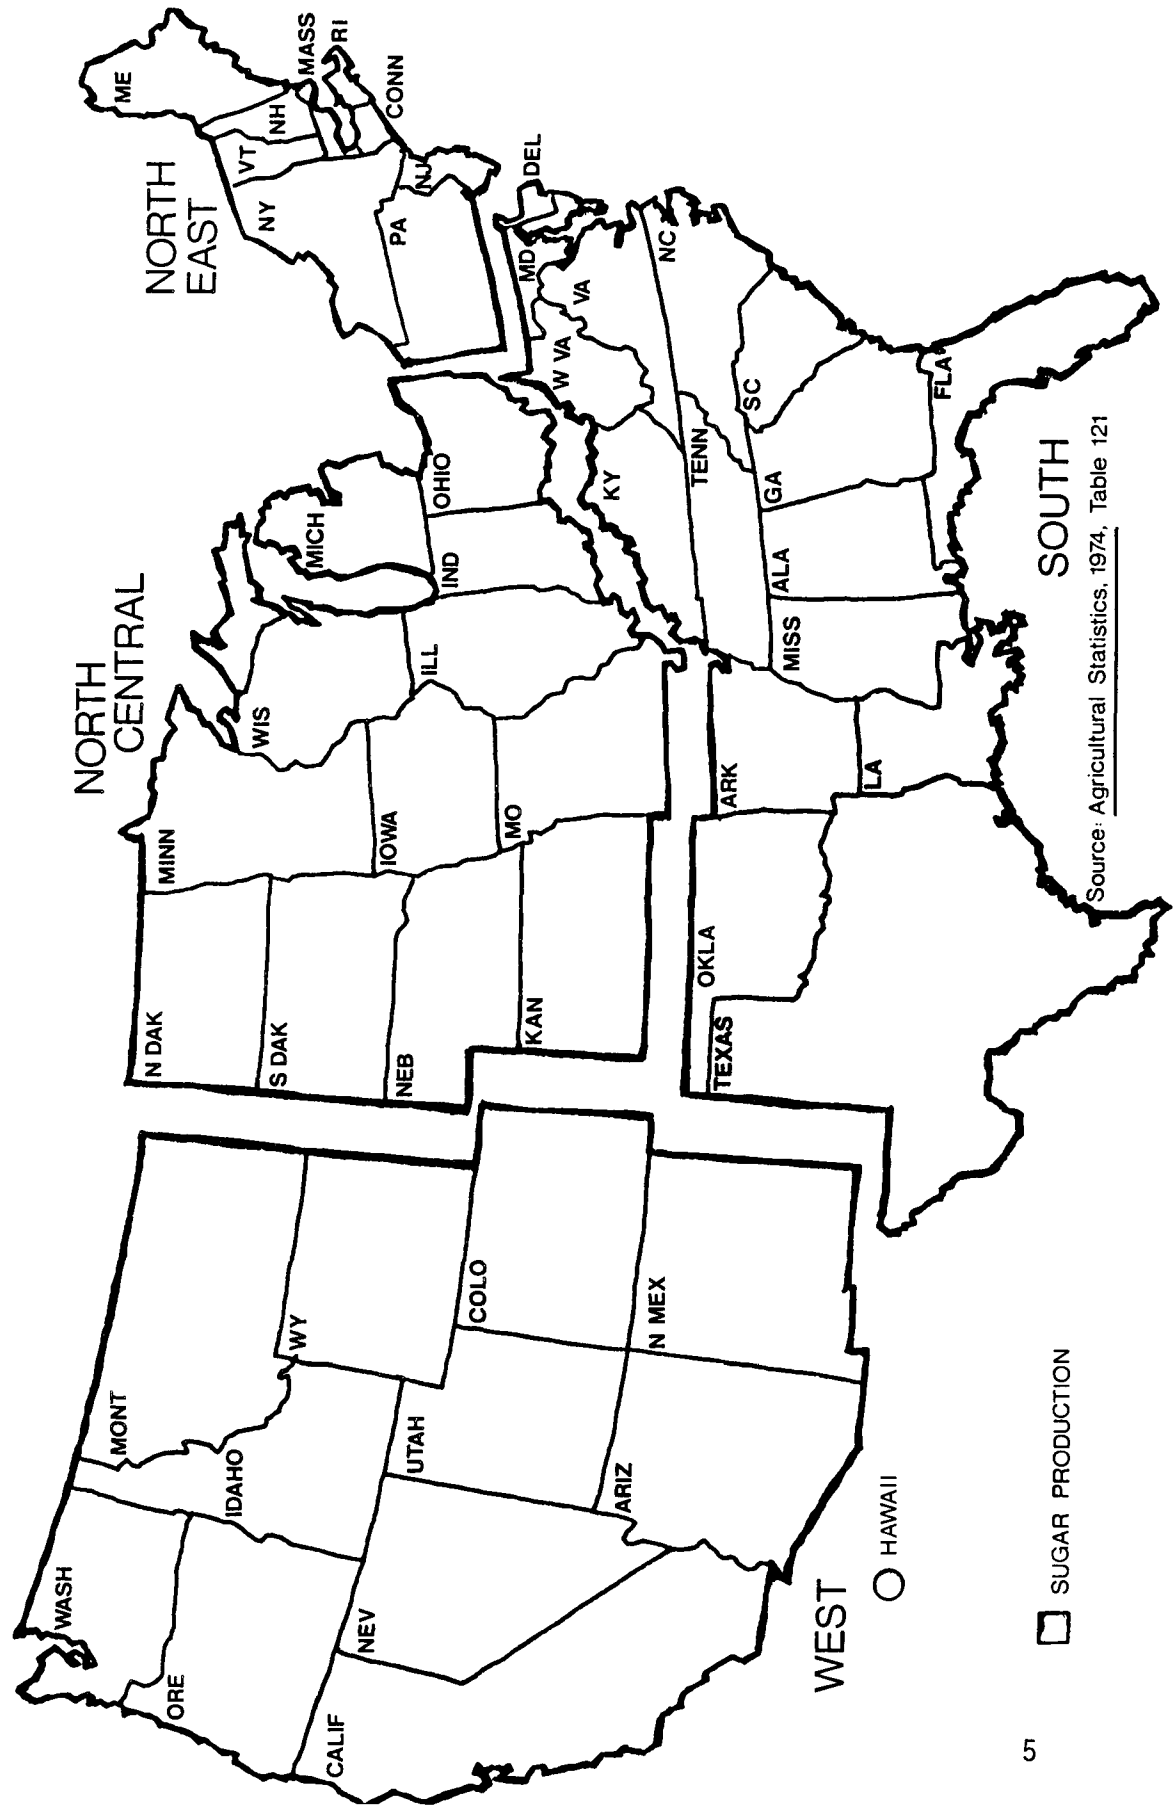 NORTH
EAST
ME
VT
NH
MASS
RI
CONN
NY
PA
NJ
NORTH
CENTRAL
N DAK
MINN
S DAK
WIS
MICH
NEB
IOWA
ILL
IND
OHIO
KAN
MO
WEST
WASH
MONT
ORE
IDAHO
WY
CALIF
NEV
UTAH
COLO
ARIZ
N MEX
HAWAII
SOUTH
DEL
MD
W VA
VA
KY
NC
TENN
SC
OKLA
ARK
TEXAS
LA
MISS
ALA
GA
FLA
SUGAR PRODUCTION
Source: Agricultural Statistics, 1974, Table 121
5